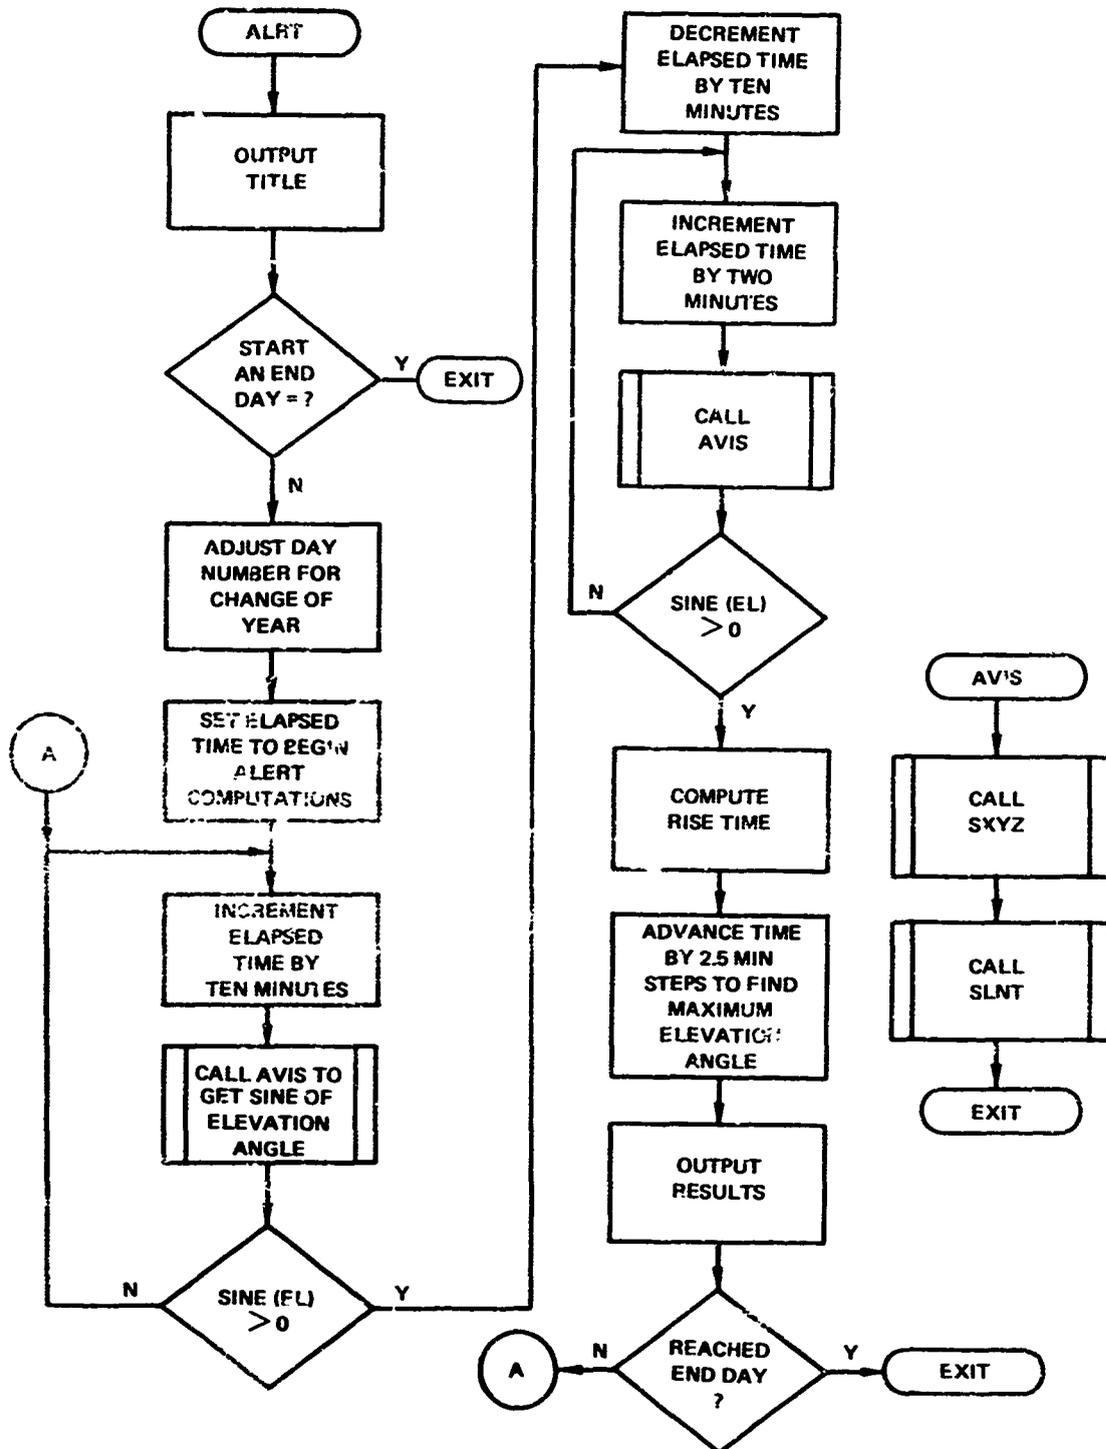 ALRT
OUTPUT
TITLE
START
AN END
DAY = ?
Y
EXIT
N
ADJUST DAY
NUMBER FOR
CHANGE OF
YEAR
SET ELAPSED
TIME TO BEGIN
ALERT
COMPUTATIONS
A
INCREMENT
ELAPSED
TIME BY
TEN MINUTES
CALL AVIS TO
GET SINE OF
ELEVATION
ANGLE
N
SINE (EL)
> 0
Y
DECREMENT
ELAPSED TIME
BY TEN
MINUTES
INCREMENT
ELAPSED TIME
BY TWO
MINUTES
CALL
AVIS
N
SINE (EL)
> 0
Y
COMPUTE
RISE TIME
ADVANCE TIME
BY 2.5 MIN
STEPS TO FIND
MAXIMUM
ELEVATION
ANGLE
OUTPUT
RESULTS
A
N
REACHED
END DAY
?
Y
EXIT
AVIS
CALL
SXYZ
CALL
SLNT
EXIT